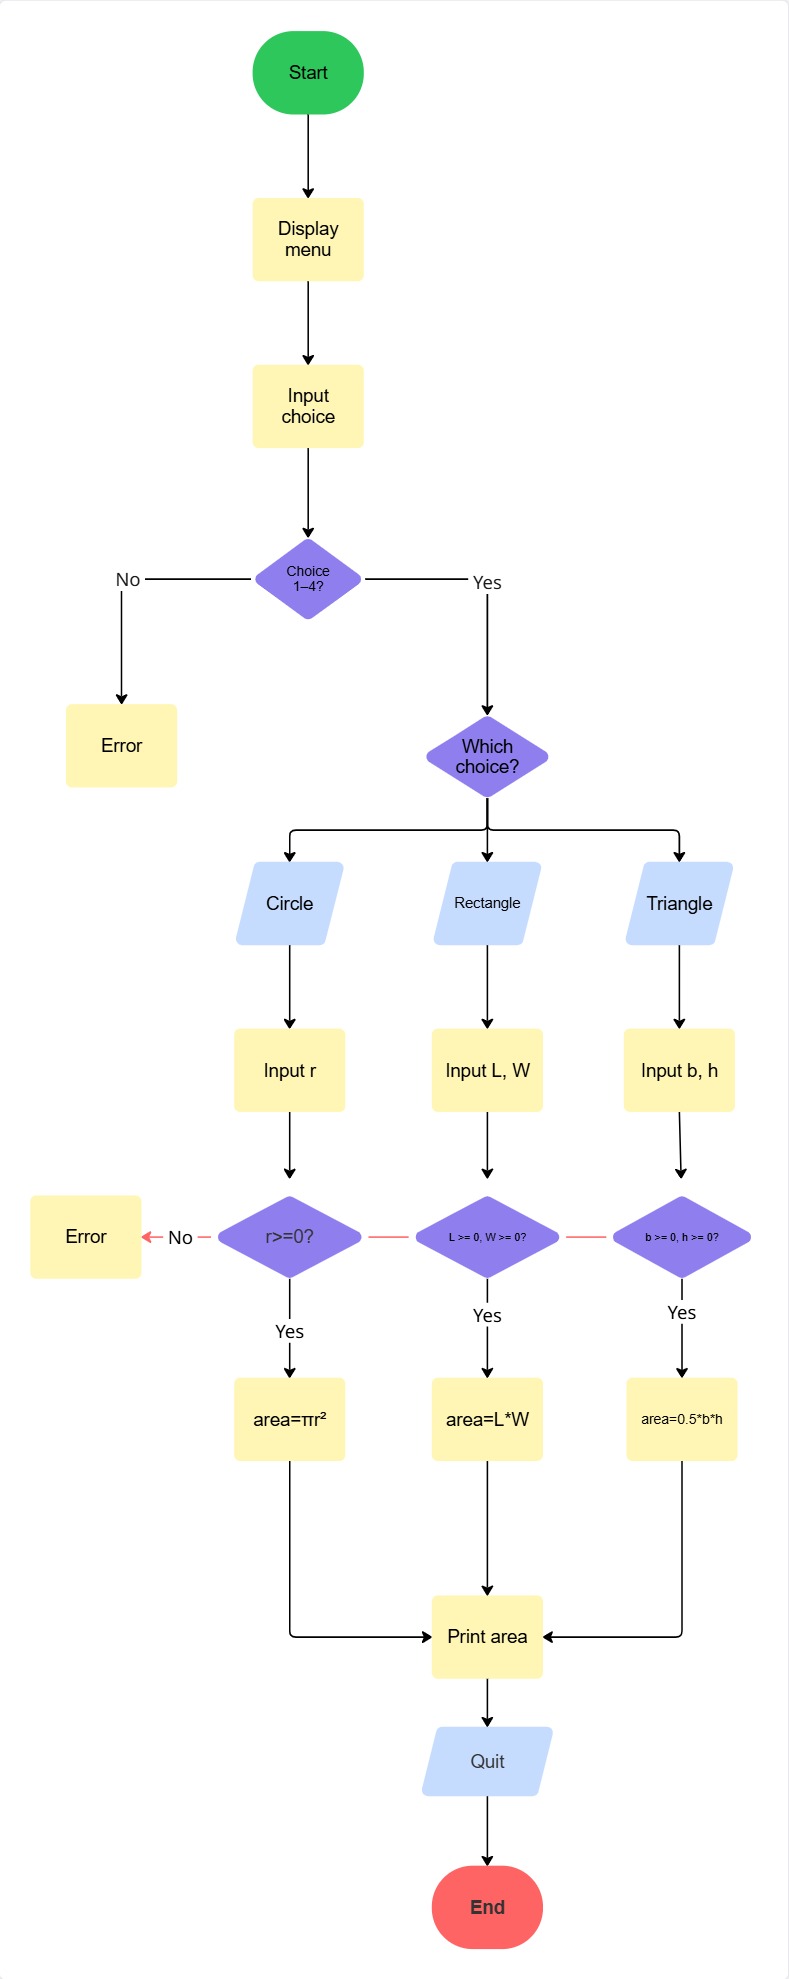 Start
Display
menu
Input
choice
Choice
1–4?
No
Yes
Error
Which
choice?
Circle
Rectangle
Triangle
Input r
Input L, W
Input b, h
Error
No
r>=0?
L >= 0, W >= 0?
b >= 0, h >= 0?
Yes
Yes
Yes
area=πr²
area=L*W
area=0.5*b*h
Print area
Quit
End